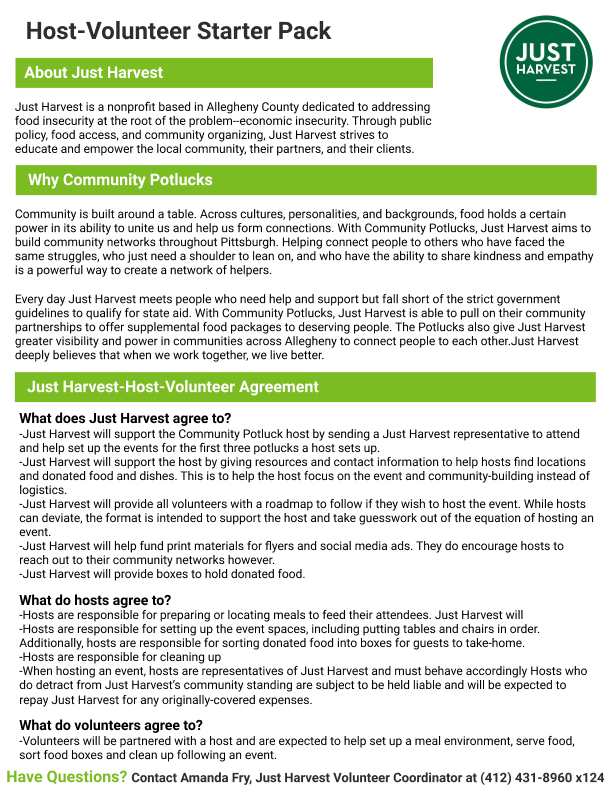 Host-Volunteer Starter Pack
JUST
HARVEST
About Just Harvest
Just Harvest is a nonprofit based in Allegheny County dedicated to addressing
food insecurity at the root of the problem--economic insecurity. Through public
policy, food access, and community organizing, Just Harvest strives to
educate and empower the local community, their partners, and their clients.
Why Community Potlucks
Community is built around a table. Across cultures, personalities, and backgrounds, food holds a certain
power in its ability to unite us and help us form connections. With Community Potlucks, Just Harvest aims to
build community networks throughout Pittsburgh. Helping connect people to others who have faced the
same struggles, who just need a shoulder to lean on, and who have the ability to share kindness and empathy
is a powerful way to create a network of helpers.
Every day Just Harvest meets people who need help and support but fall short of the strict government
guidelines to qualify for state aid. With Community Potlucks, Just Harvest is able to pull on their community
partnerships to offer supplemental food packages to deserving people. The Potlucks also give Just Harvest
greater visibility and power in communities across Allegheny to connect people to each other.Just Harvest
deeply believes that when we work together, we live better.
Just Harvest-Host-Volunteer Agreement
What does Just Harvest agree to?
-Just Harvest will support the Community Potluck host by sending a Just Harvest representative to attend
and help set up the events for the first three potlucks a host sets up.
-Just Harvest will support the host by giving resources and contact information to help hosts find locations
and donated food and dishes. This is to help the host focus on the event and community-building instead of
logistics.
-Just Harvest will provide all volunteers with a roadmap to follow if they wish to host the event. While hosts
can deviate, the format is intended to support the host and take guesswork out of the equation of hosting an
event.
-Just Harvest will help fund print materials for flyers and social media ads. They do encourage hosts to
reach out to their community networks however.
-Just Harvest will provide boxes to hold donated food.
What do hosts agree to?
-Hosts are responsible for preparing or locating meals to feed their attendees. Just Harvest will
-Hosts are responsible for setting up the event spaces, including putting tables and chairs in order.
Additionally, hosts are responsible for sorting donated food into boxes for guests to take-home.
-Hosts are responsible for cleaning up
-When hosting an event, hosts are representatives of Just Harvest and must behave accordingly Hosts who
do detract from Just Harvest's community standing are subject to be held liable and will be expected to
repay Just Harvest for any originally-covered expenses.
What do volunteers agree to?
-Volunteers will be partnered with a host and are expected to help set up a meal environment, serve food,
sort food boxes and clean up following an event.
Have Questions? Contact Amanda Fry, Just Harvest Volunteer Coordinator at (412) 431-8960 x124